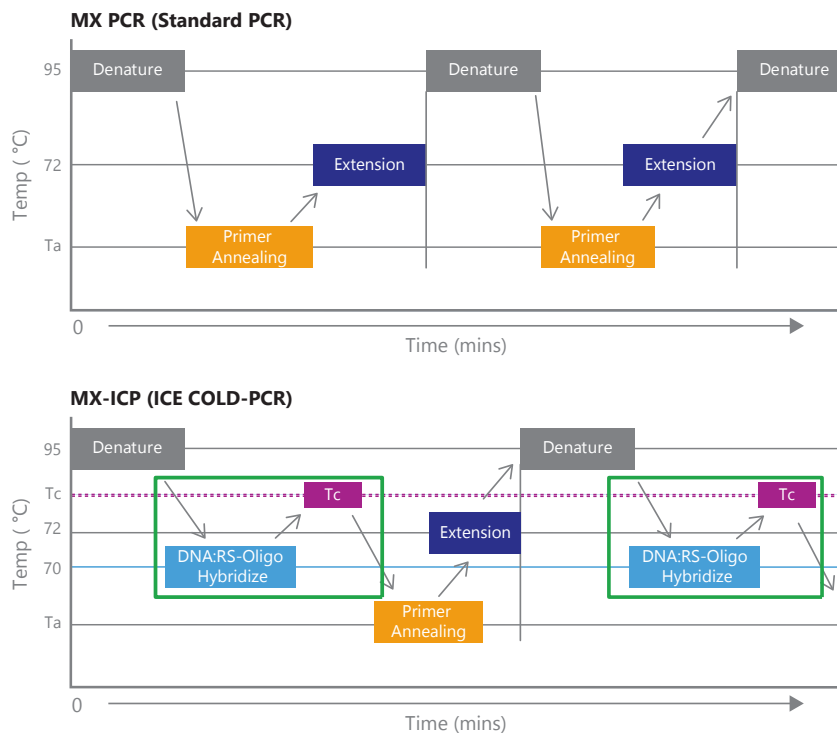 MX PCR (Standard PCR)
95
Denature
Denature
Denature
72
Extension
Extension
Temp ( °C)
Primer
Annealing
Primer
Annealing
Ta
0
Time (mins)
MX-ICP (ICE COLD-PCR)
95
Denature
Denature
Tc
Tc
Tc
72
Extension
Temp ( °C)
70
DNA:RS-Oligo
Hybridize
DNA:RS-Oligo
Hybridize
Ta
Primer
Annealing
0
Time (mins)